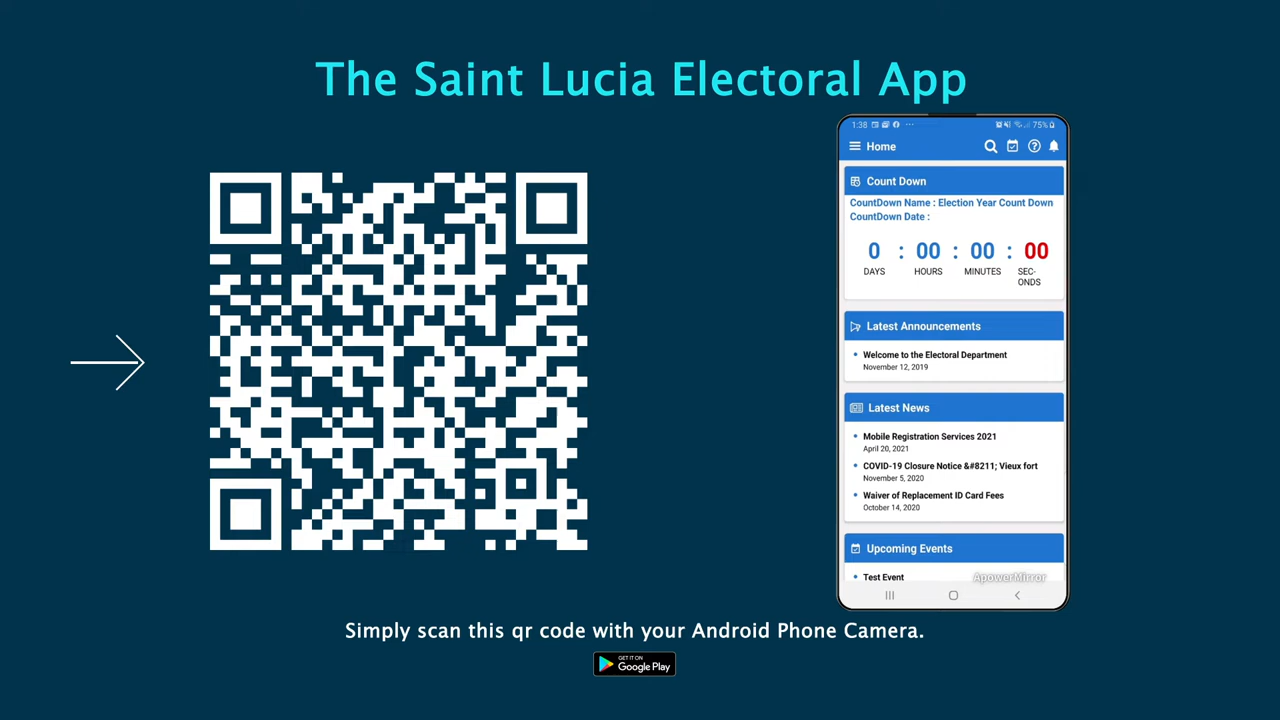 The Saint Lucia Electoral App
1:38
75%
Home
Count Down
CountDown Name : Election Year Count Down
CountDown Date :
0 : 00 : 00 : 00
DAYS HOURS MINUTES SEC-
ONDS
Latest Announcements
Welcome to the Electoral Department
November 12, 2019
Latest News
Mobile Registration Services 2021
April 20, 2021
COVID-19 Closure Notice &#8211; Vieux fort
November 5, 2020
Waiver of Replacement ID Card Fees
October 14, 2020
Upcoming Events
Test Event
ApowerMirror
Simply scan this qr code with your Android Phone Camera.
GET IT ON
Google Play